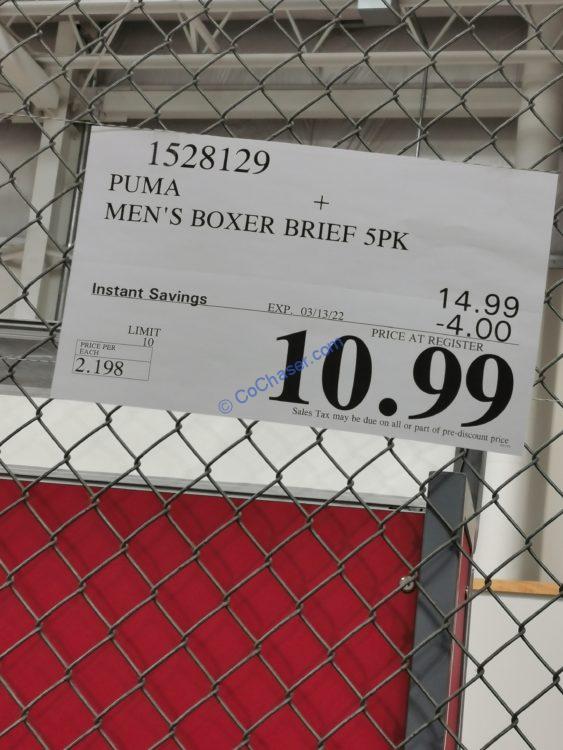 1528129
PUMA +
MEN'S BOXER BRIEF 5PK
14.99
Instant Savings EXP. 03/13/22 -4.00
LIMIT 10
PRICE AT REGISTER
PRICE PER EACH
2.198
10.99
© CoChaser.com
Sales Tax may be due on all or part of pre-discount price